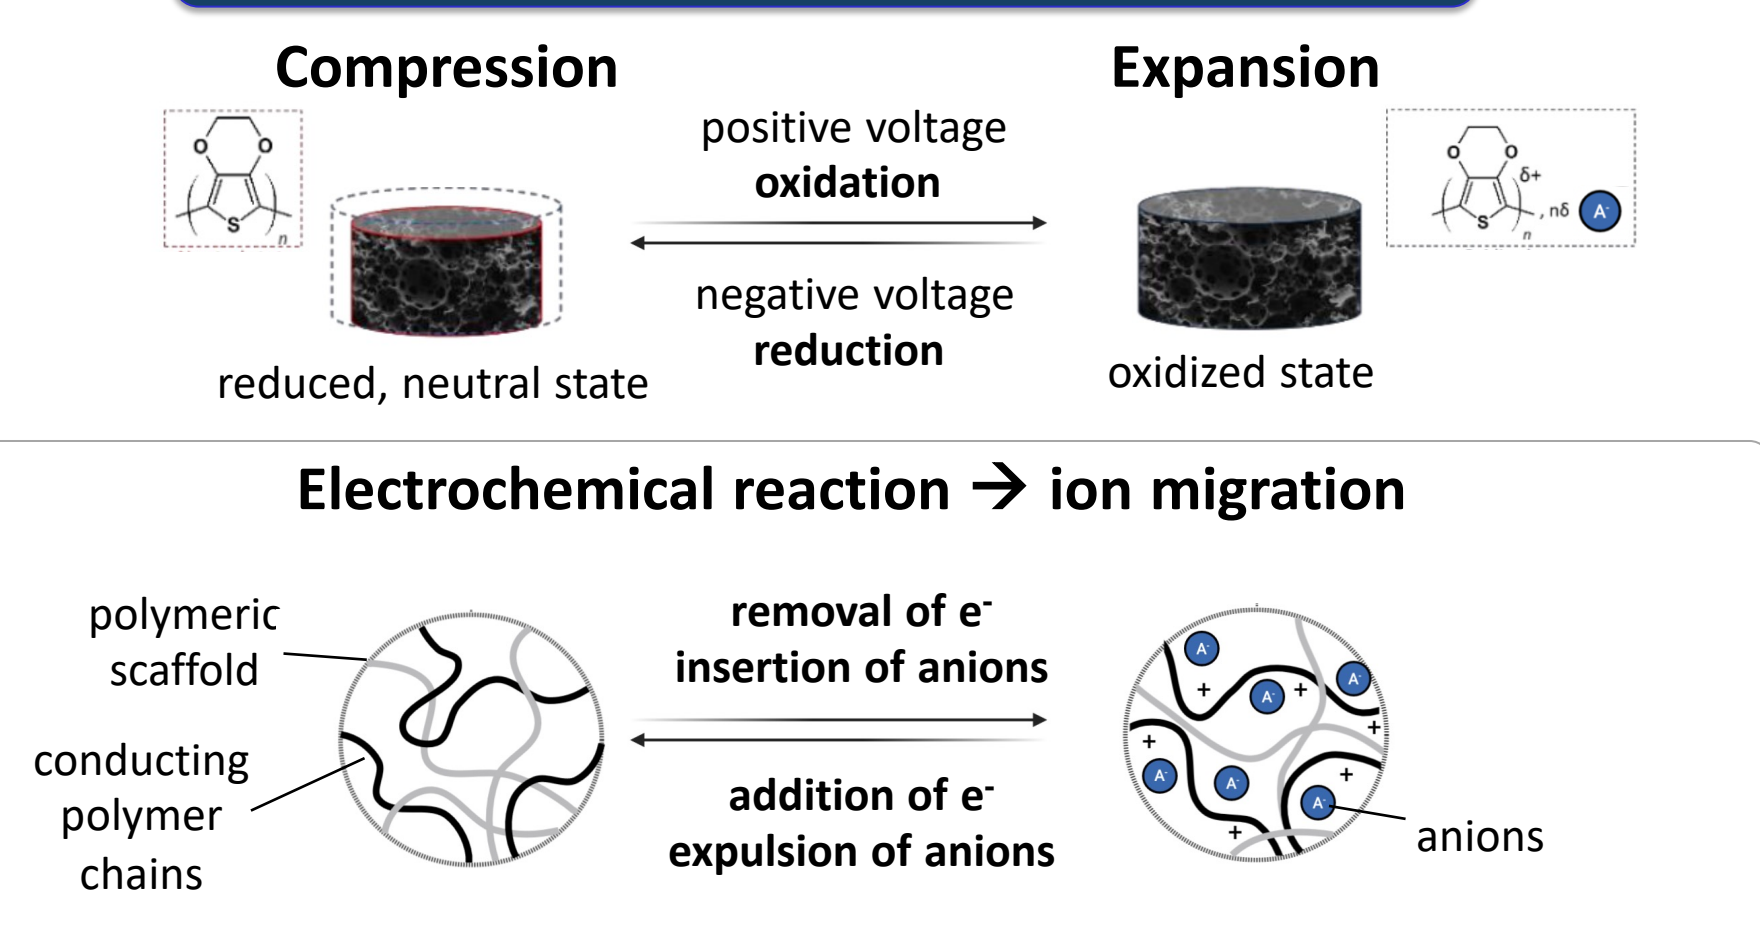 Compression
Expansion
O O
S
n
positive voltage
oxidation
negative voltage
reduction
O O
δ+
S
n
, nδ A⁻
reduced, neutral state
oxidized state
Electrochemical reaction → ion migration
polymeric
scaffold
conducting
polymer
chains
removal of e⁻
insertion of anions
addition of e⁻
expulsion of anions
A⁻
A⁻
+ A⁻ +
+
+
A⁻ A⁻ +
A⁻
+
anions